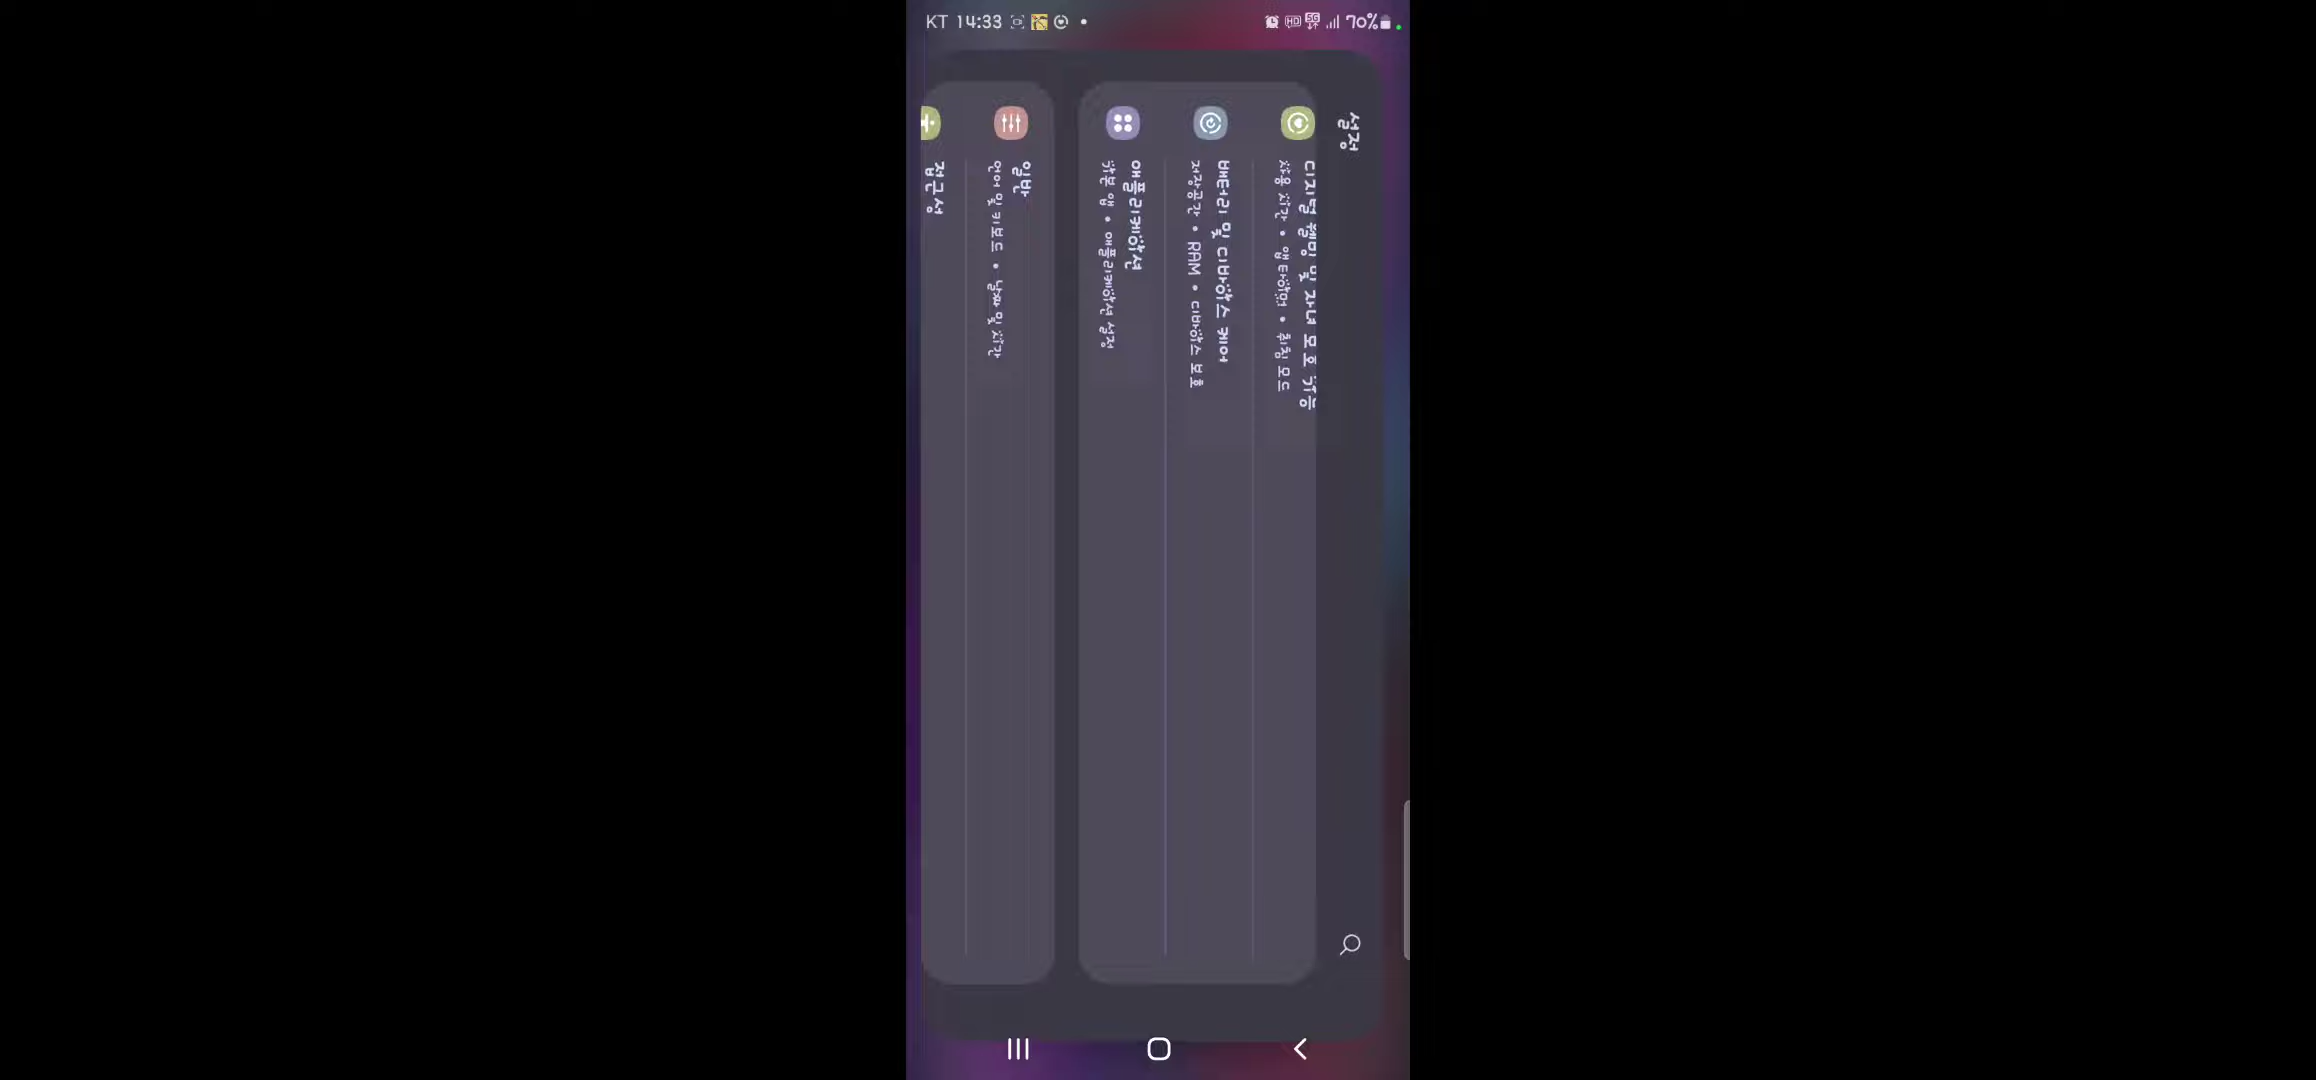 KT 14:33
HD 5G 70%
설정
디지털 웰빙 및 자녀 보호 기능
사용 시간 • 앱 타이머 • 취침 모드
배터리 및 디바이스 케어
저장공간 • RAM • 디바이스 보호
애플리케이션
기본 앱 • 애플리케이션 설정
일반
언어 및 키보드 • 날짜 및 시간
접근성